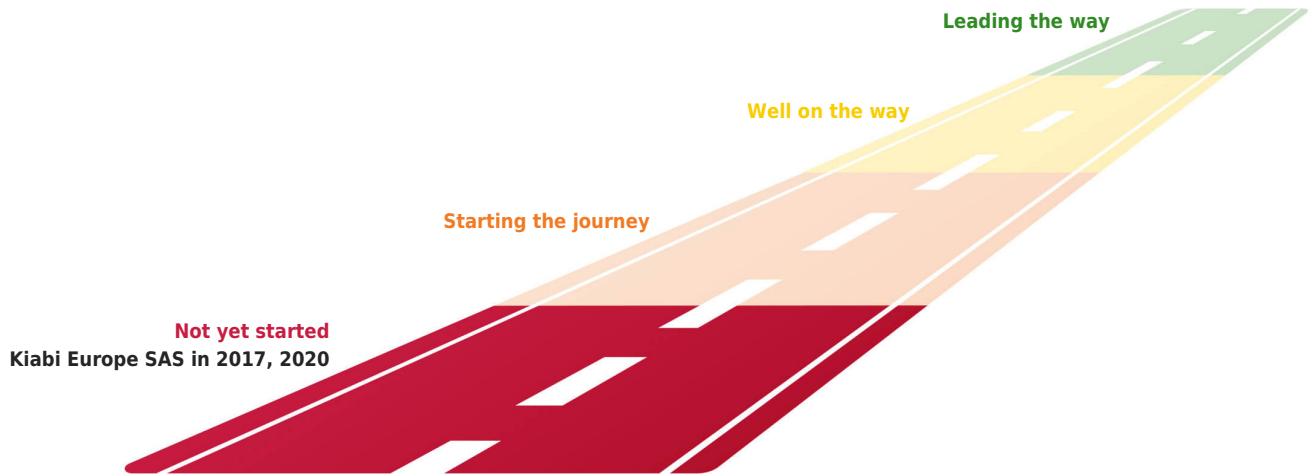 Leading the way
Well on the way
Starting the journey
Not yet started
Kiabi Europe SAS in 2017, 2020